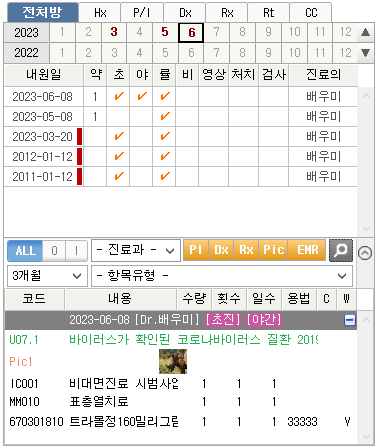 전처방 Hx P/I Dx Rx Rt CC
2023 1 2 3 4 5 6 7 8 9 10 11 12 ▲
2022 1 2 3 4 5 6 7 8 9 10 11 12 ▼
내원일 약 초 야 률 비 영상 처치 검사 진료의
2023-06-08 1 ✓ ✓ ✓ 배우미
2023-05-08 1 ✓ 배우미
2023-03-20 ✓ ✓ 배우미
2012-01-12 ✓ ✓ 배우미
2011-01-12 ✓ ✓ 배우미
ALL O I - 진료과 - PI Dx Rx Pic EMR
3개월 - 항목유형 -
코드 내용 수량 횟수 일수 용법 C W
2023-06-08 [Dr.배우미] [초진] [야간]
U07.1 바이러스가 확인된 코로나바이러스 질환 2019
Pic1
IC001 비대면진료 시범사업 1 1 1
MM010 표층열치료 1 1 1
670301810 트라몰정160밀리그램 1 1 1 33333 Y